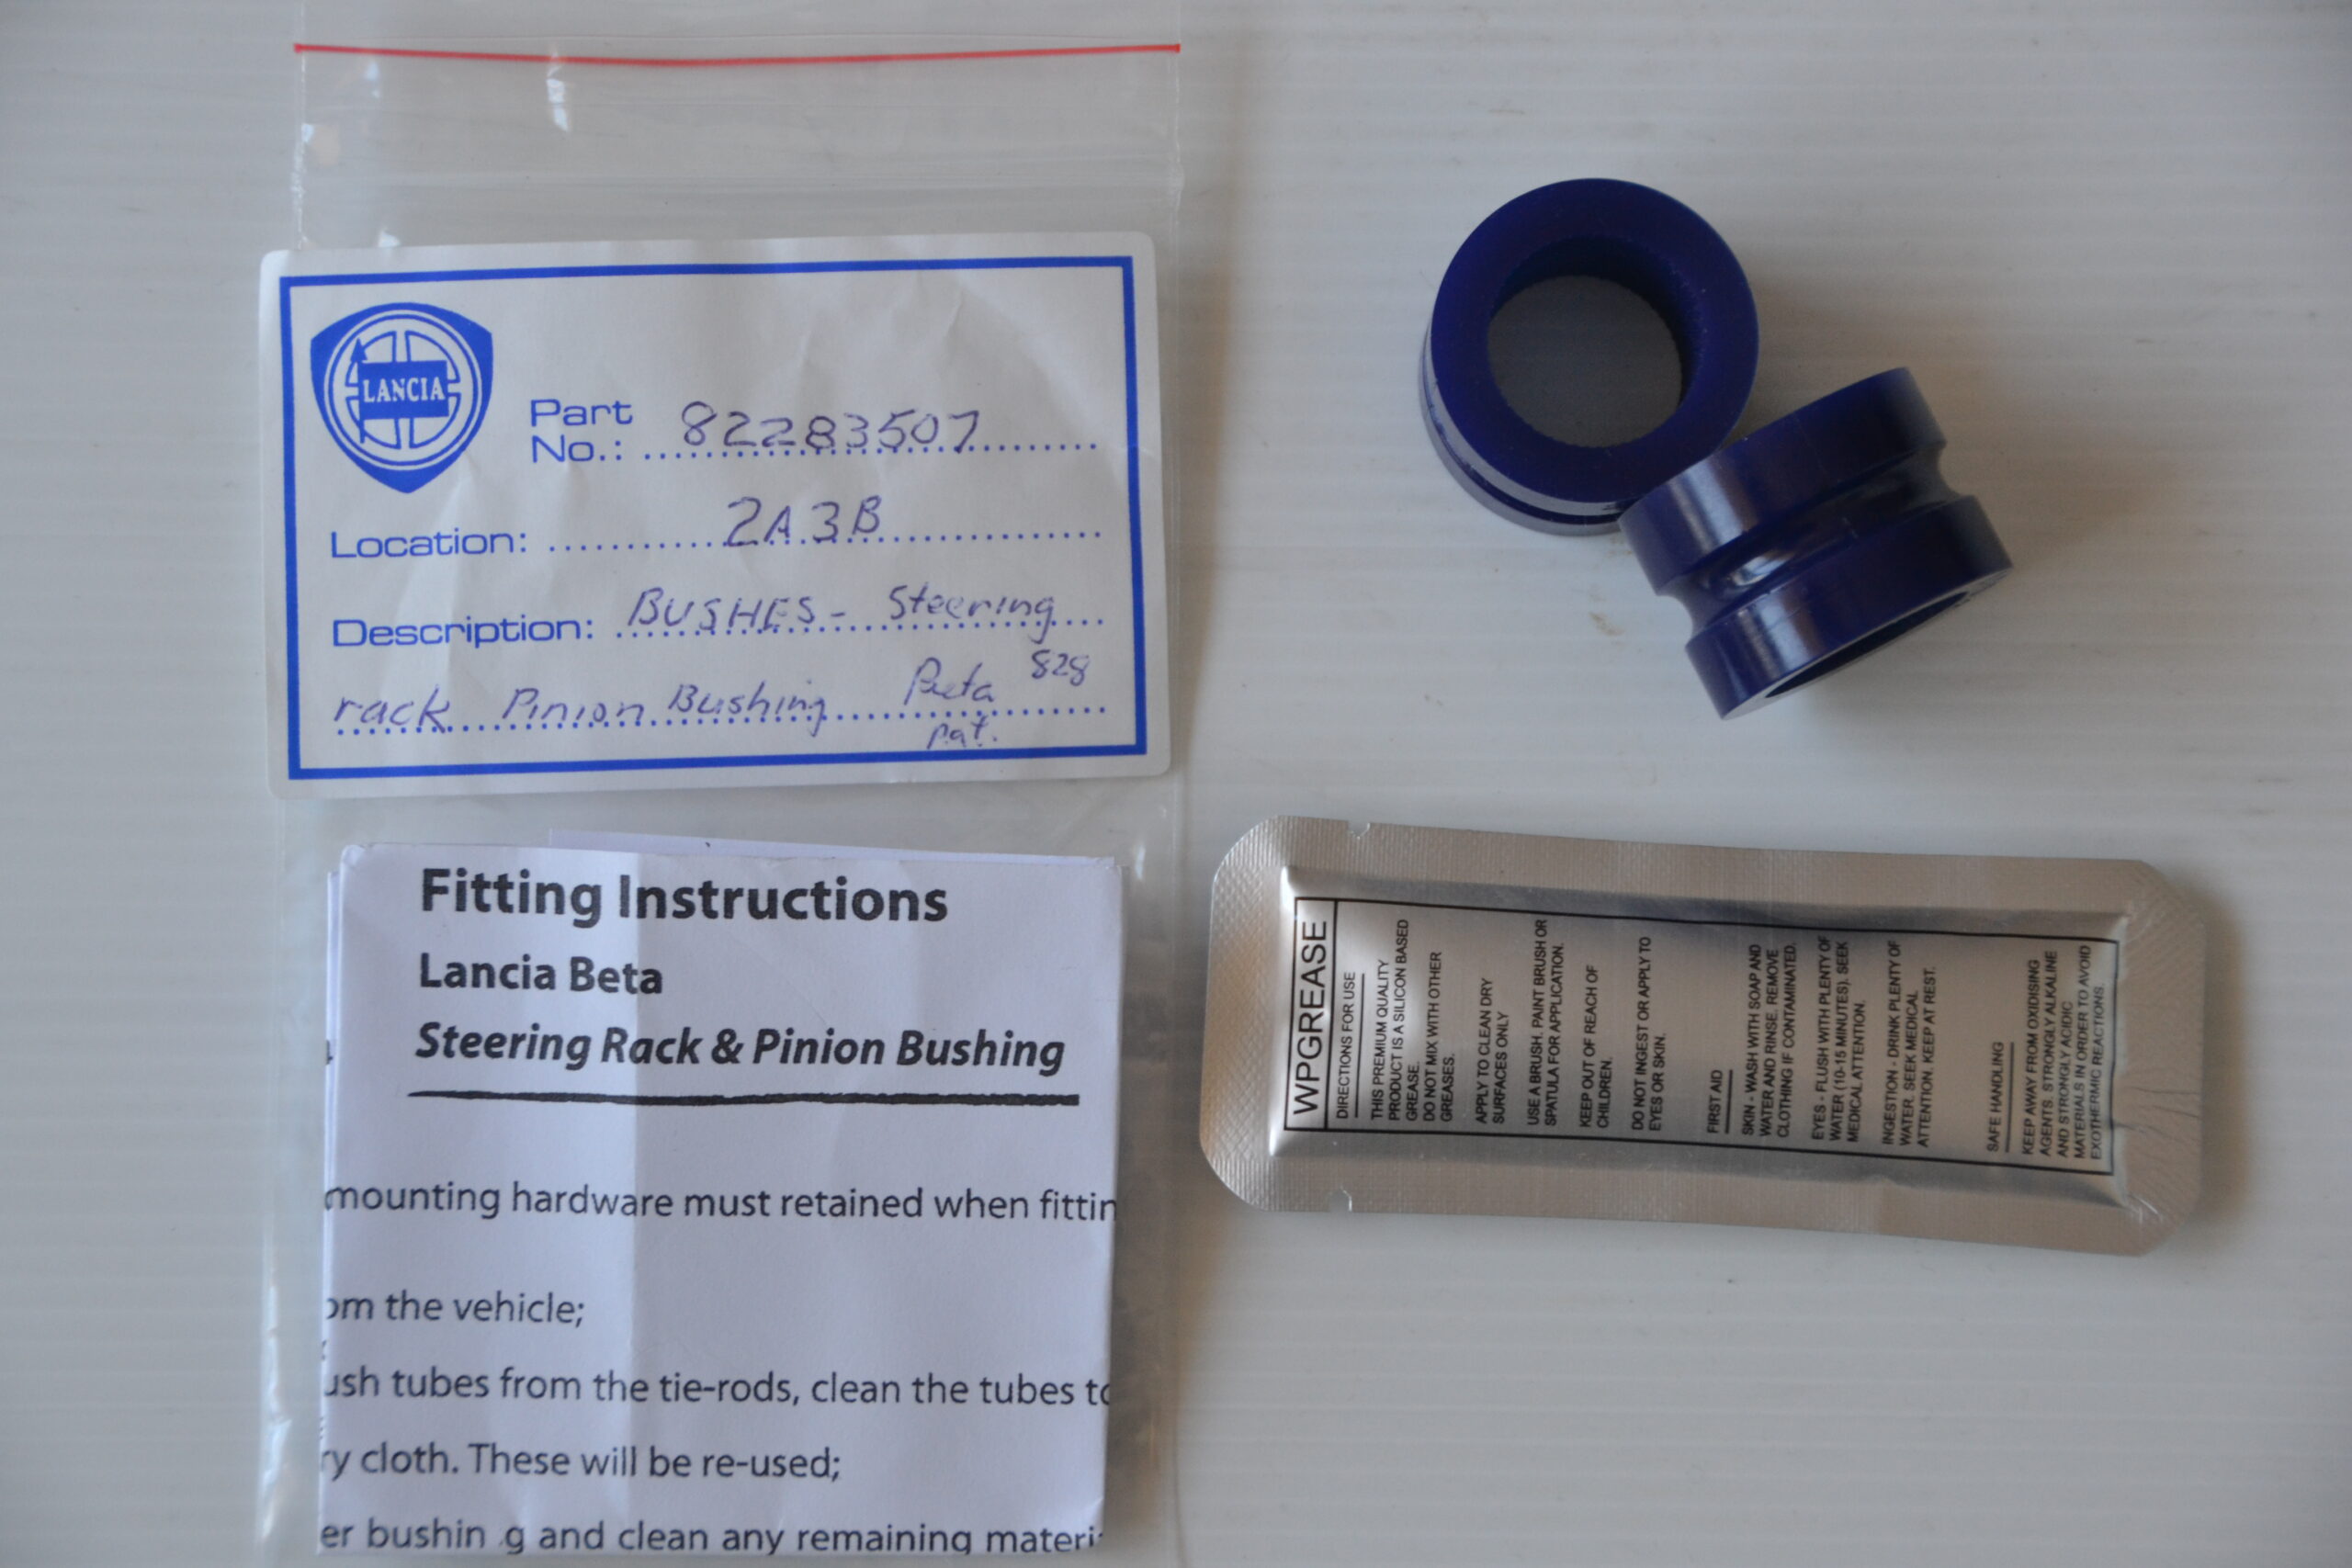 LANCIA
Part
No.: 82283507
Location: 2A3B
Description: BUSHES - Steering
rack Pinion Bushing Beta 828
pat.
Fitting Instructions
Lancia Beta
Steering Rack & Pinion Bushing
mounting hardware must retained when fittin
om the vehicle;
ush tubes from the tie-rods, clean the tubes to
ry cloth. These will be re-used;
er bushin g and clean any remaining materi
WPGREASE
DIRECTIONS FOR USE
THIS PREMIUM QUALITY
PRODUCT IS A SILICON BASED
GREASE.
DO NOT MIX WITH OTHER
GREASES.
APPLY TO CLEAN DRY
SURFACES ONLY
USE A BRUSH, PAINT BRUSH OR
SPATULA FOR APPLICATION.
KEEP OUT OF REACH OF
CHILDREN.
DO NOT INGEST OR APPLY TO
EYES OR SKIN.
FIRST AID
SKIN - WASH WITH SOAP AND
WATER AND RINSE. REMOVE
CLOTHING IF CONTAMINATED.
EYES - FLUSH WITH PLENTY OF
WATER (10-15 MINUTES). SEEK
MEDICAL ATTENTION.
INGESTION - DRINK PLENTY OF
WATER. SEEK MEDICAL
ATTENTION. KEEP AT REST.
SAFE HANDLING
KEEP AWAY FROM OXIDISING
AGENTS. STRONGLY ALKALINE
AND STRONGLY ACIDIC
MATERIALS IN ORDER TO AVOID
EXOTHERMIC REACTIONS.